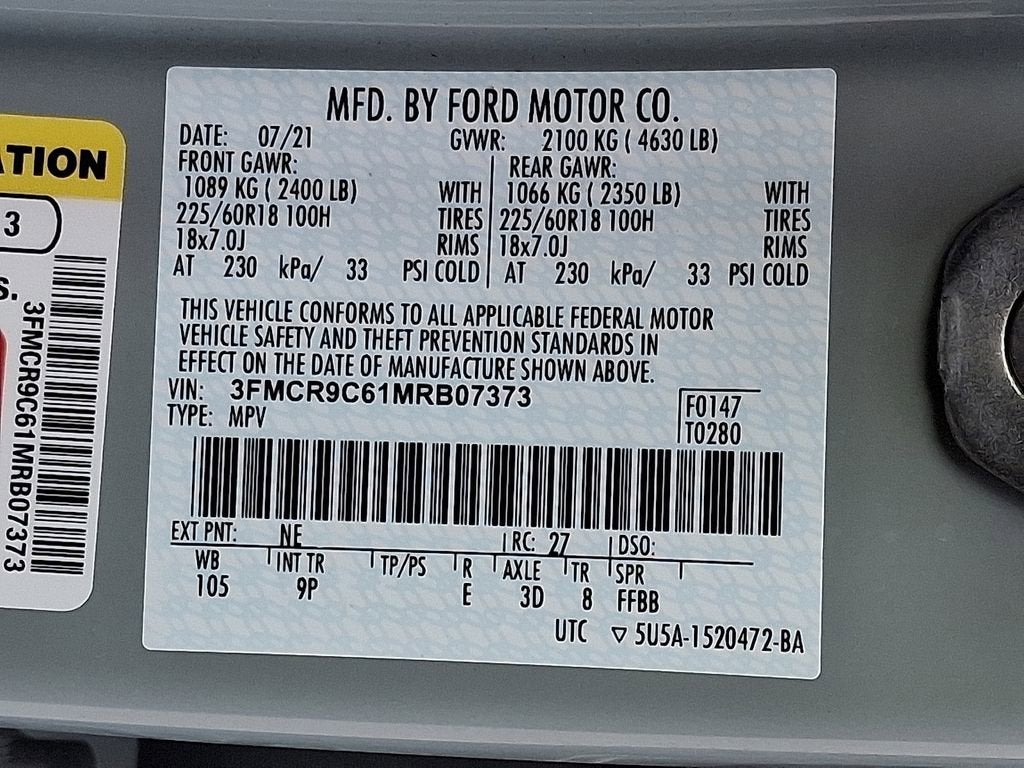 MFD. BY FORD MOTOR CO.
DATE: 07/21 GVWR: 2100 KG ( 4630 LB)
FRONT GAWR: REAR GAWR:
1089 KG ( 2400 LB) WITH 1066 KG ( 2350 LB) WITH
225/60R18 100H TIRES 225/60R18 100H TIRES
18x7.0J RIMS 18x7.0J RIMS
AT 230 kPa/ 33 PSI COLD AT 230 kPa/ 33 PSI COLD
THIS VEHICLE CONFORMS TO ALL APPLICABLE FEDERAL MOTOR
VEHICLE SAFETY AND THEFT PREVENTION STANDARDS IN
EFFECT ON THE DATE OF MANUFACTURE SHOWN ABOVE.
VIN: 3FMCR9C61MRB07373
TYPE: MPV
F0147
T0280
EXT PNT: NE RC: 27 DSO:
WB INT TR TP/PS R AXLE TR SPR
105 9P E 3D 8 FFBB
UTC ▽ 5U5A-1520472-BA
ATION
3
S.
3FMCR9C61MRB07373